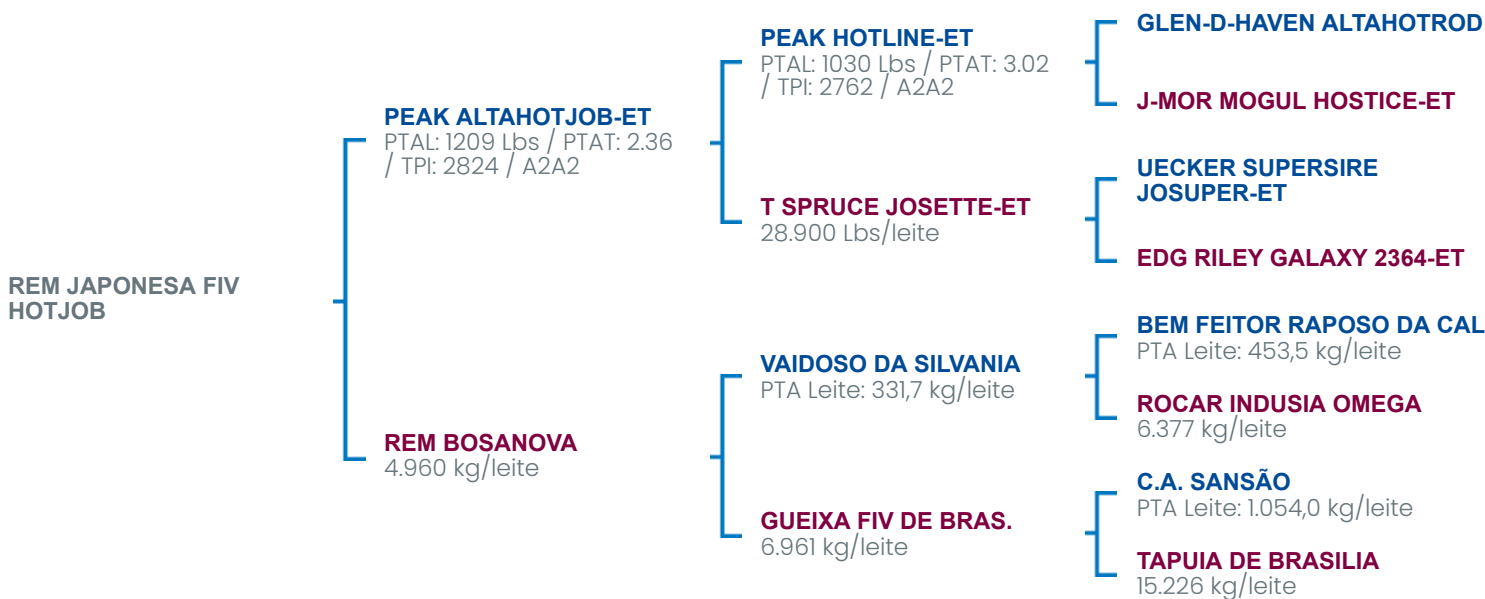 REM JAPONESA FIV
HOTJOB
PEAK ALTAHOTJOB-ET
PTAL: 1209 Lbs / PTAT: 2.36
/ TPI: 2824 / A2A2
REM BOSANOVA
4.960 kg/leite
PEAK HOTLINE-ET
PTAL: 1030 Lbs / PTAT: 3.02
/ TPI: 2762 / A2A2
T SPRUCE JOSETTE-ET
28.900 Lbs/leite
VAIDOSO DA SILVANIA
PTA Leite: 331,7 kg/leite
GUEIXA FIV DE BRAS.
6.961 kg/leite
GLEN-D-HAVEN ALTAHOTROD
J-MOR MOGUL HOSTICE-ET
UECKER SUPERSIRE
JOSUPER-ET
EDG RILEY GALAXY 2364-ET
BEM FEITOR RAPOSO DA CAL
PTA Leite: 453,5 kg/leite
ROCAR INDUSIA OMEGA
6.377 kg/leite
C.A. SANSÃO
PTA Leite: 1.054,0 kg/leite
TAPUIA DE BRASILIA
15.226 kg/leite